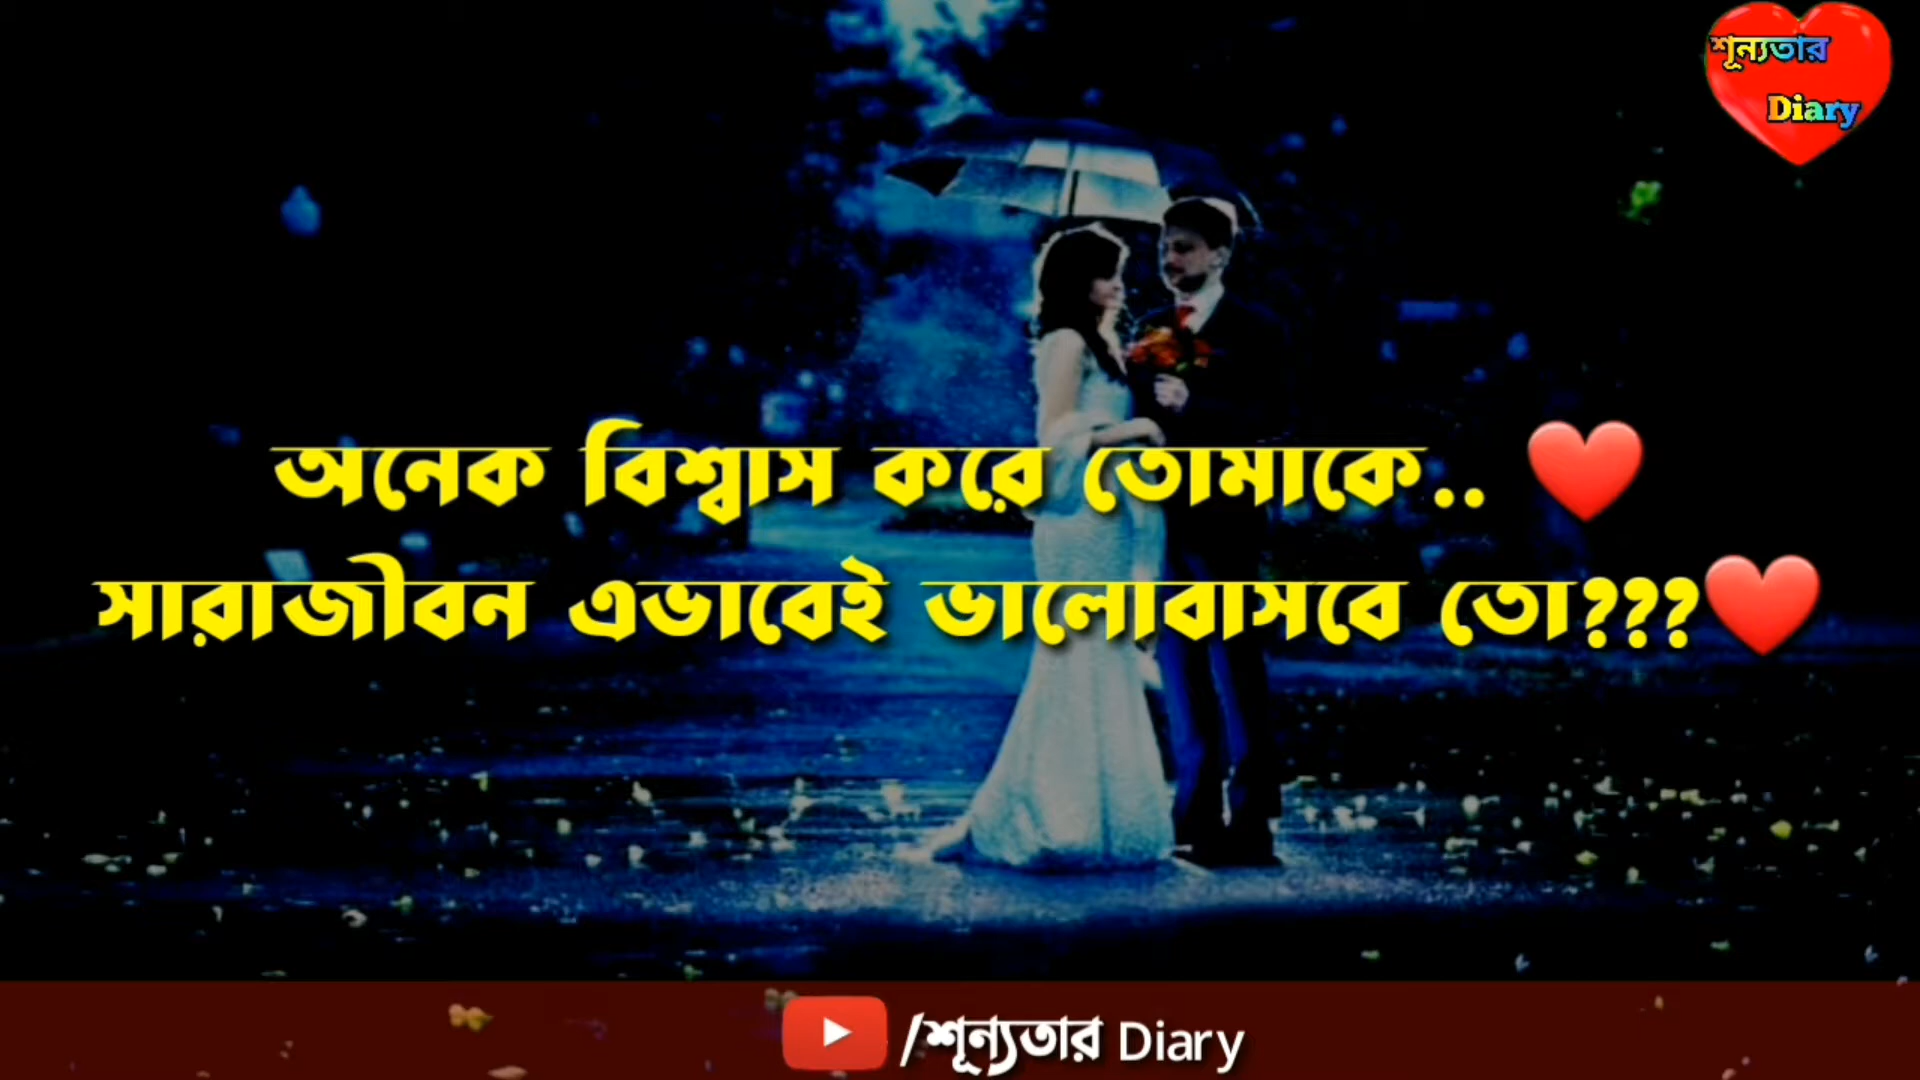 শূন্যতার
Diary
অনেক বিশ্বাস করে তোমাকে.. ❤️
সারাজীবন এভাবেই ভালোবাসবে তো???❤️
/শূন্যতার Diary